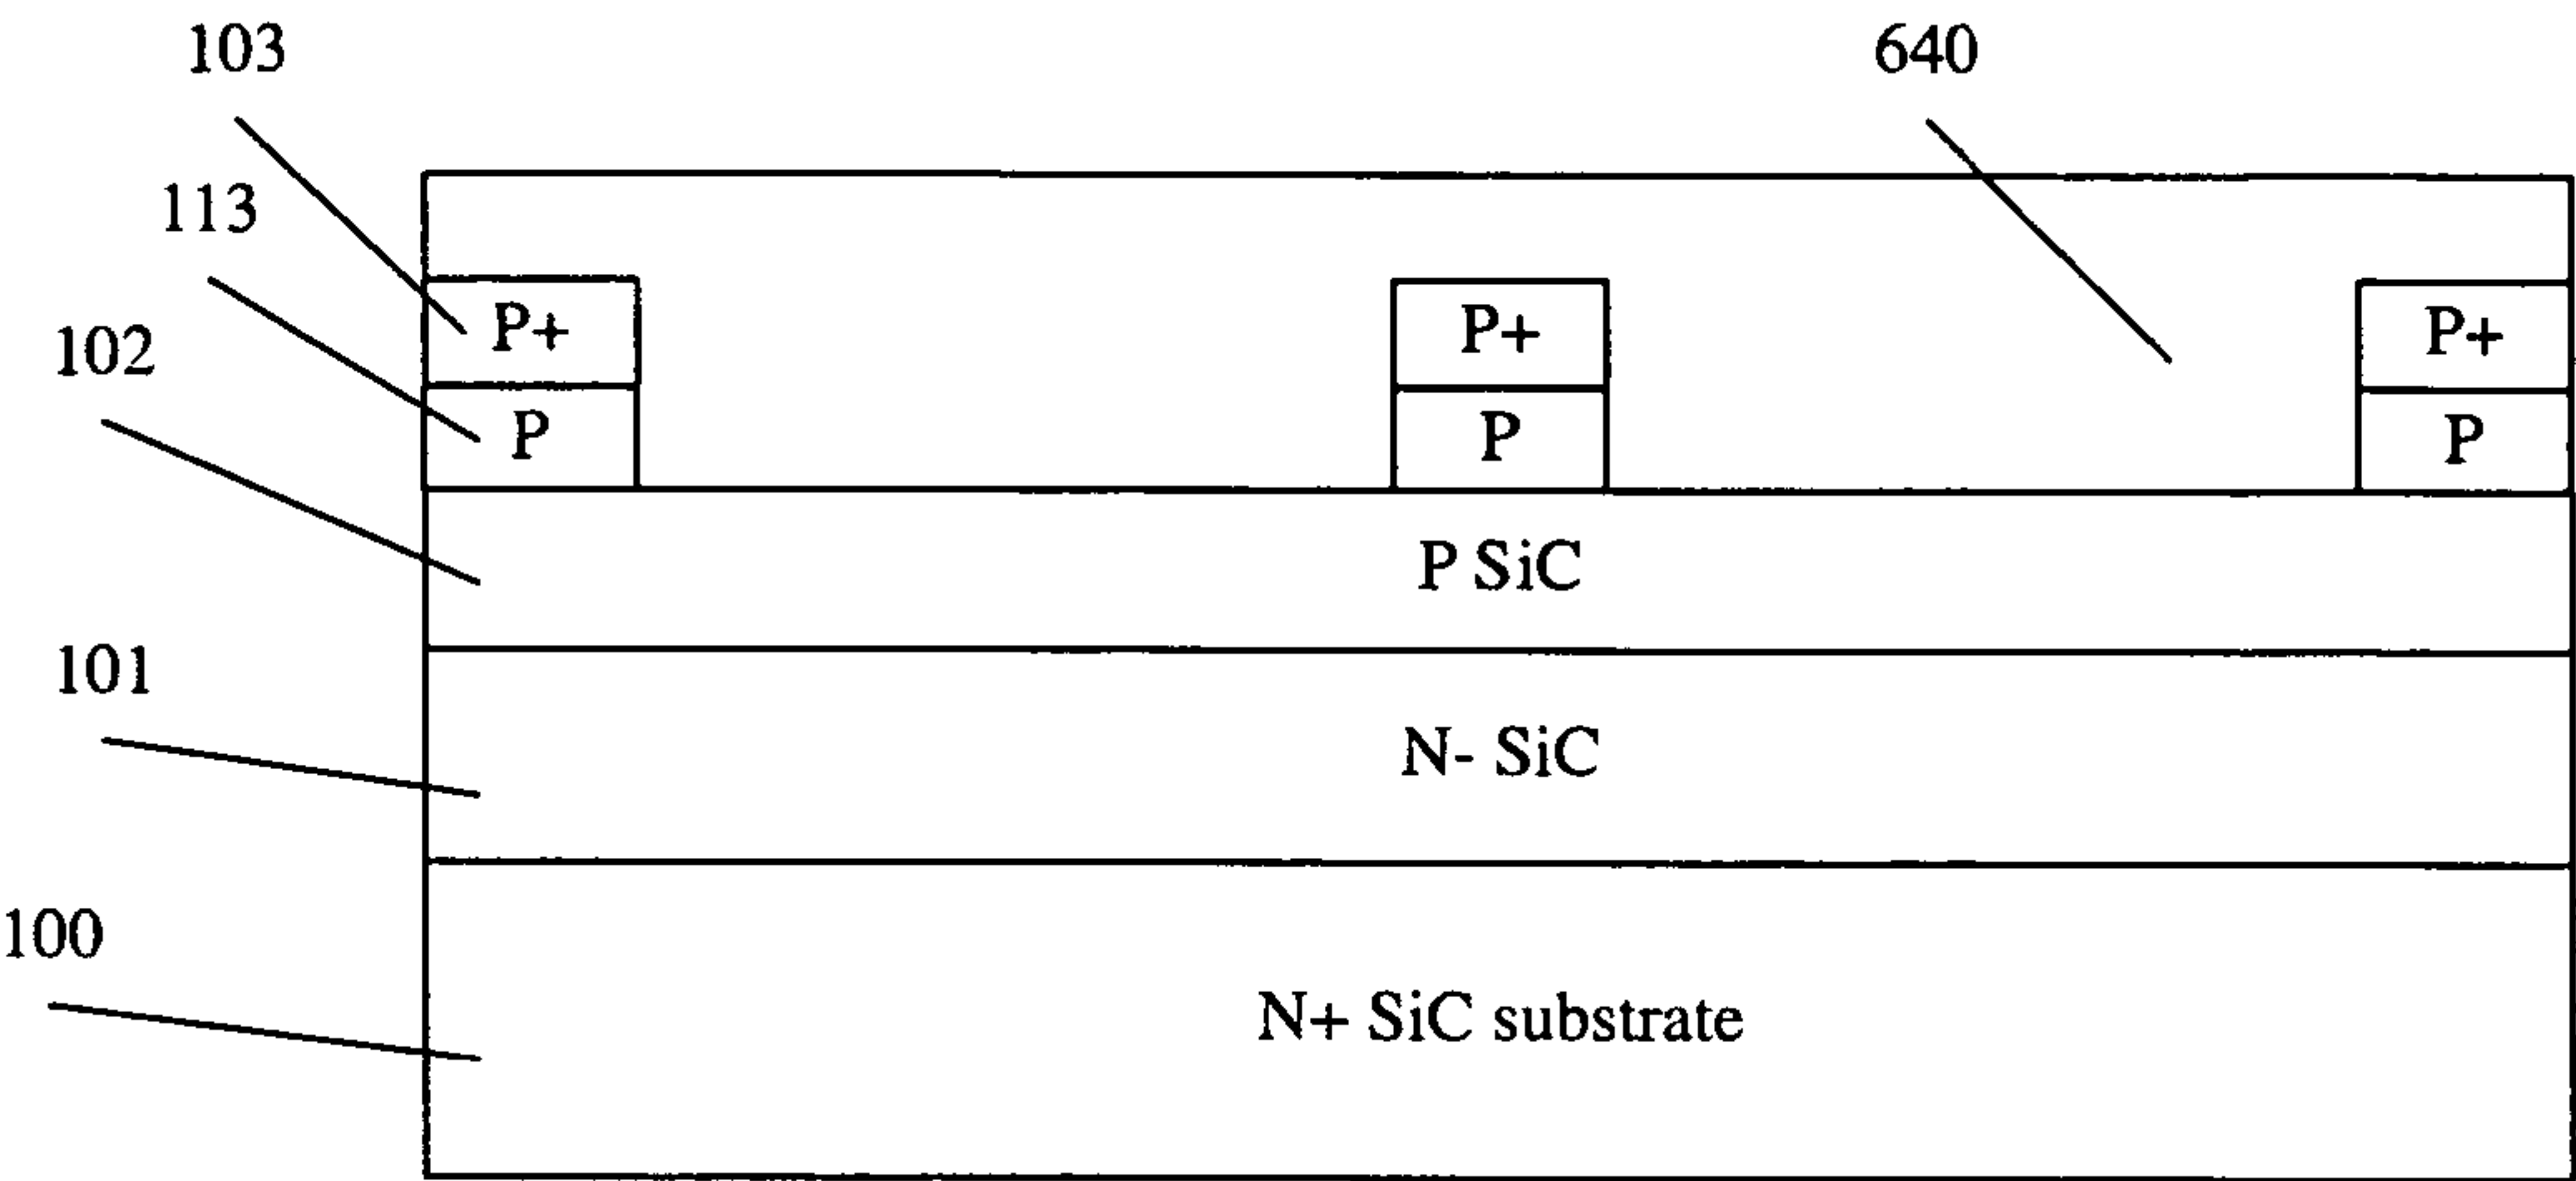 103
640
113
P+
P+
P+
102
P
P
P
P SiC
101
N- SiC
100
N+ SiC substrate